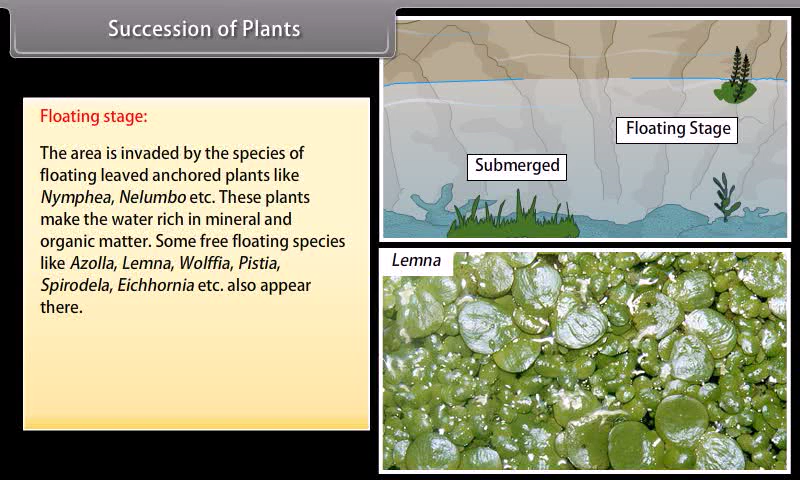 Succession of Plants
Floating stage:
The area is invaded by the species of
floating leaved anchored plants like
Nymphea, Nelumbo etc. These plants
make the water rich in mineral and
organic matter. Some free floating species
like Azolla, Lemna, Wolffia, Pistia,
Spirodela, Eichhornia etc. also appear
there.
Floating Stage
Submerged
Lemna